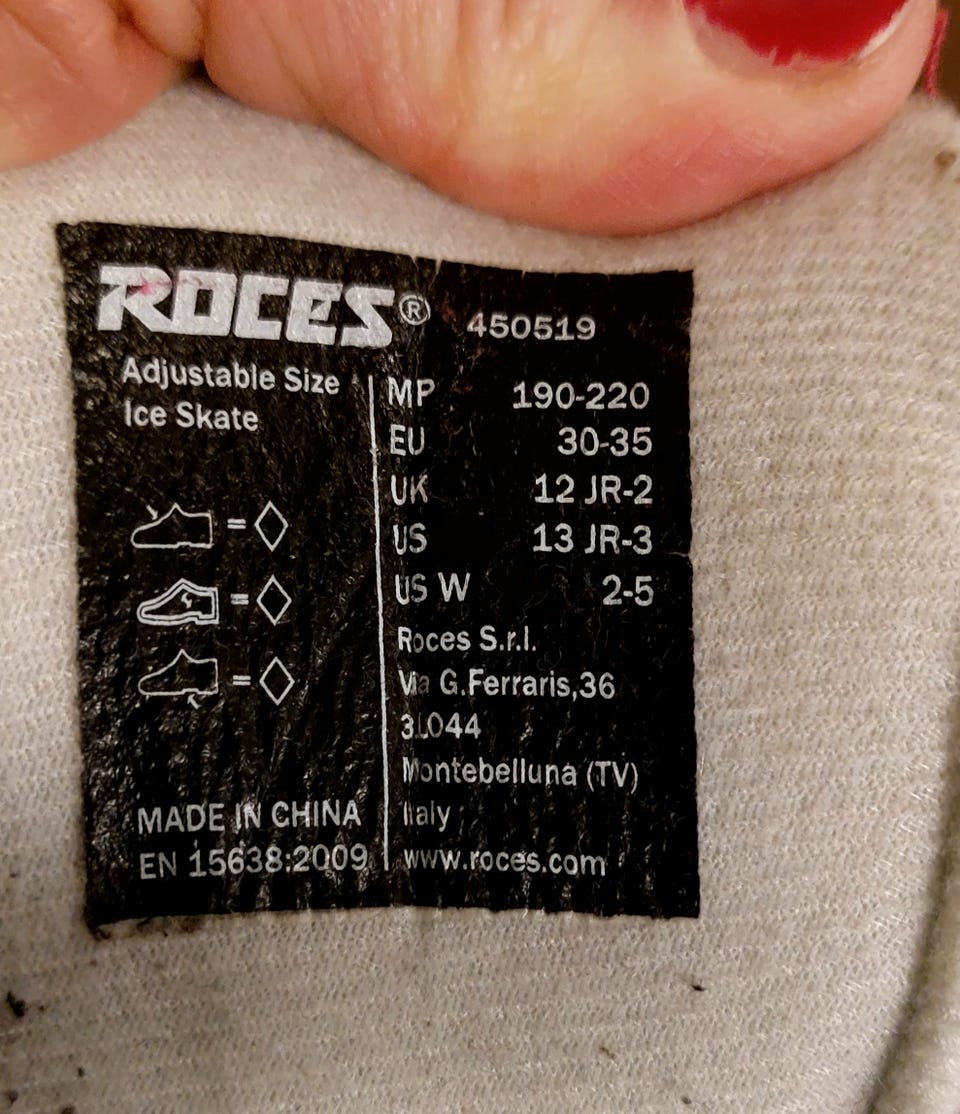 ROCES®
450519
Adjustable Size
Ice Skate
= ◇
= ◇
= ◇
MADE IN CHINA
EN 15638:2009
MP 190-220
EU 30-35
UK 12 JR-2
US 13 JR-3
US W 2-5
Roces S.r.l.
Via G.Ferraris,36
31044
Montebelluna (TV)
Italy
www.roces.com